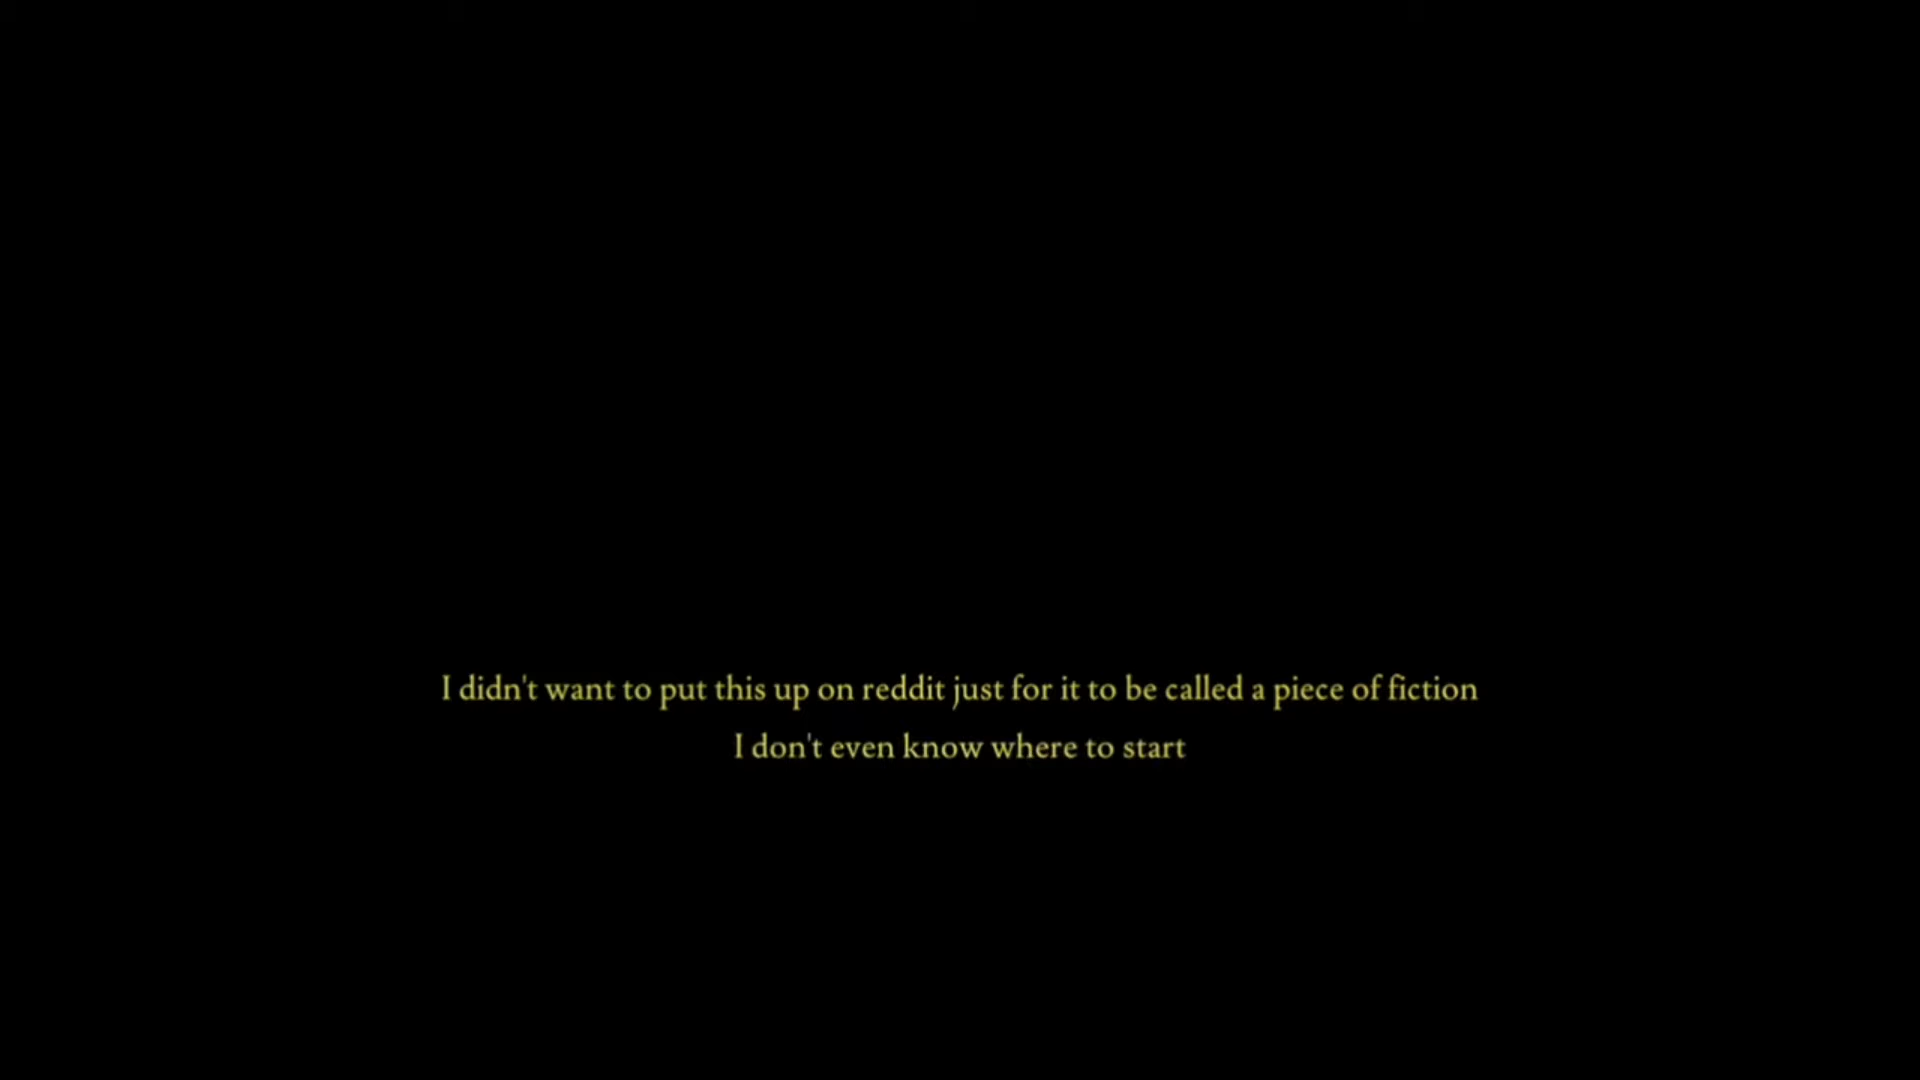 I didn't want to put this up on reddit just for it to be called a piece of fiction
I don't even know where to start